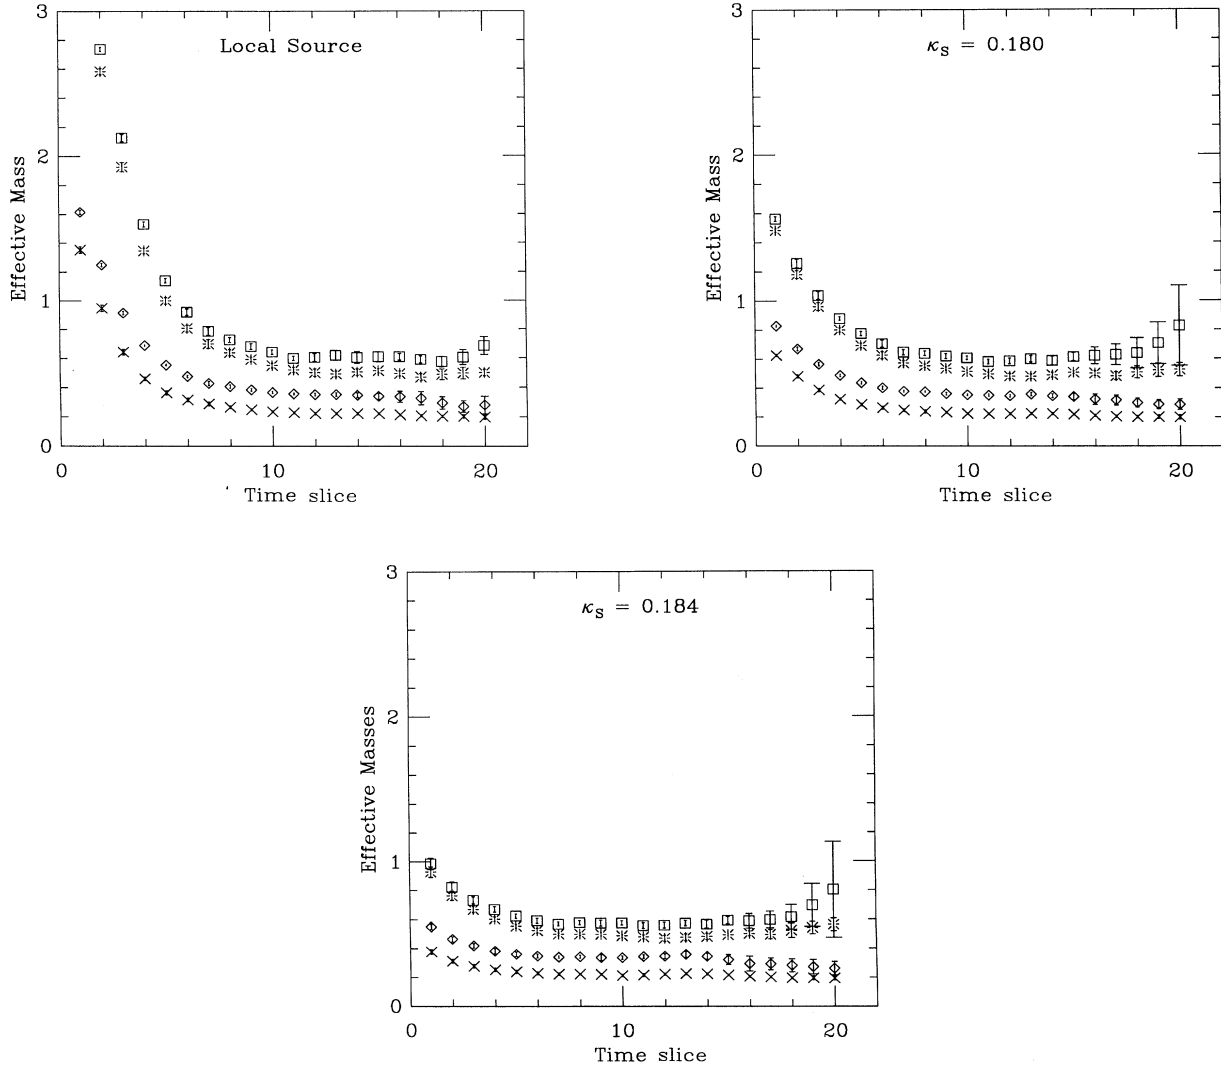 3
2
1
0
Effective Mass
Local Source
0 10 20
Time slice
3
2
1
0
Effective Mass
κS = 0.180
0 10 20
Time slice
3
2
1
0
Effective Masses
κS = 0.184
0 10 20
Time slice